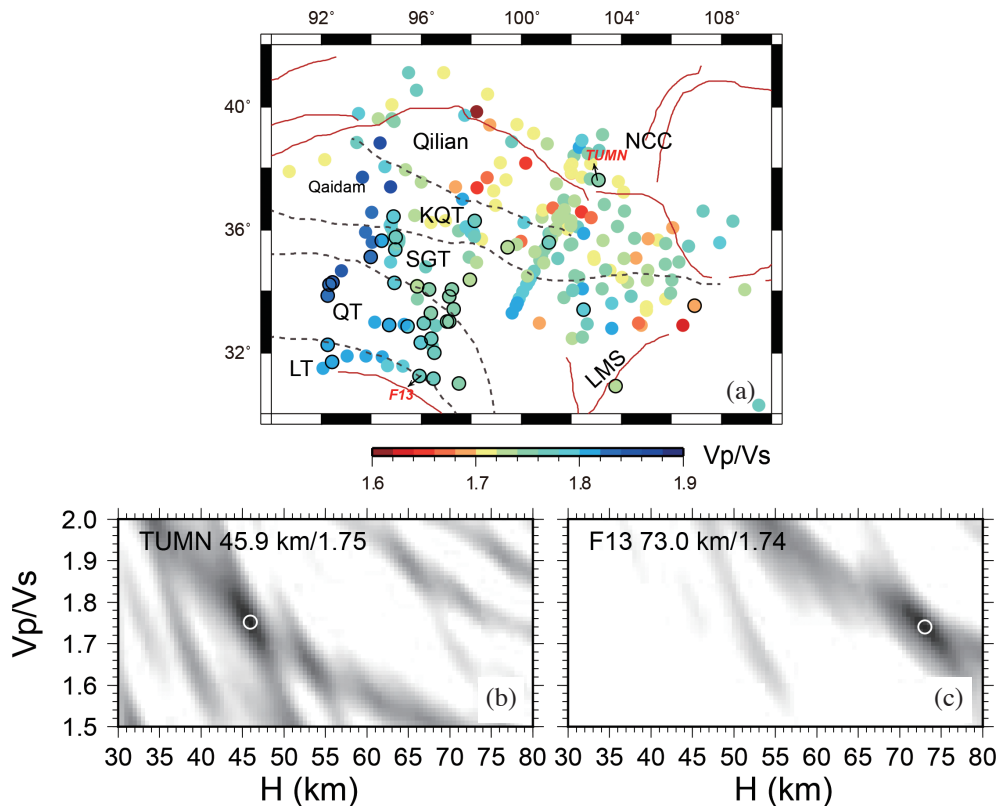 92° 96° 100° 104° 108°
40°
36°
32°
Qilian
NCC
TUMN
Qaidam
KQT
SGT
QT
LT
F13
LMS
(a)
Vp/Vs
1.6 1.7 1.8 1.9
2.0
1.9
1.8
1.7
1.6
1.5
Vp/Vs
TUMN 45.9 km/1.75
(b)
30 35 40 45 50 55 60 65 70 75 80
H (km)
F13 73.0 km/1.74
(c)
30 35 40 45 50 55 60 65 70 75 80
H (km)